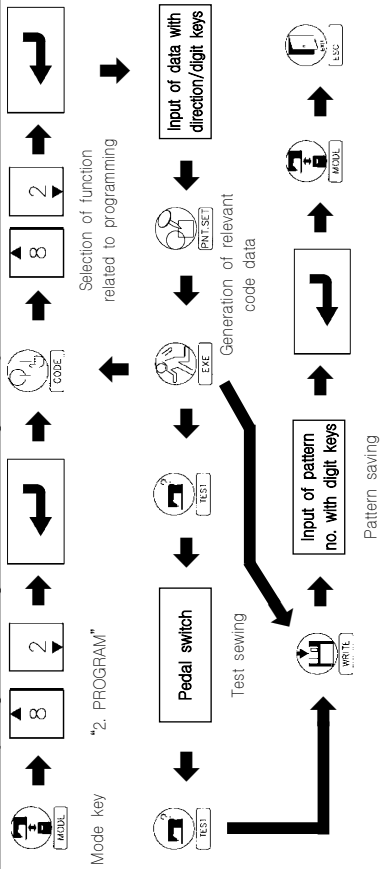 8
2
8
2
MODE
CODE
Mode key
"2. PROGRAM"
Selection of function
related to programming
TEST
Pedal switch
TEST
EXE
PNT.SET
Input of data with
direction/digit keys
Test sewing
Generation of relevant
code data
WRITE
Input of pattern
no. with digit keys
MODE
ESC
Pattern saving